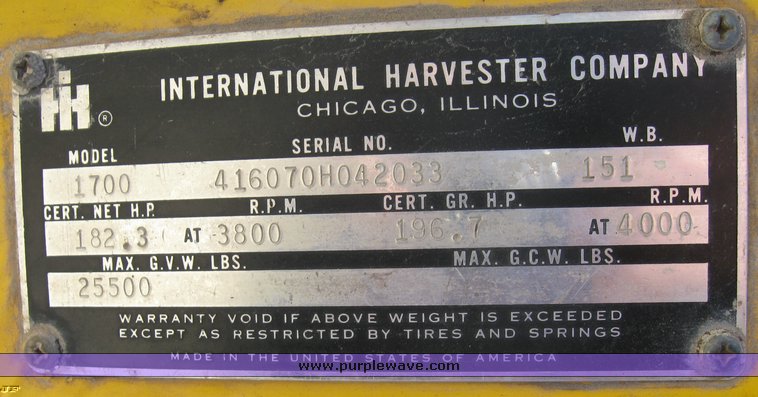 IH ®
INTERNATIONAL HARVESTER COMPANY
CHICAGO, ILLINOIS
MODEL SERIAL NO. W.B.
1700 416070H042033 151
CERT. NET H.P. R.P.M. CERT. GR. H.P. R.P.M.
182.3 AT 3800 196.7 AT 4000
MAX. G.V.W. LBS. MAX. G.C.W. LBS.
25500
WARRANTY VOID IF ABOVE WEIGHT IS EXCEEDED
EXCEPT AS RESTRICTED BY TIRES AND SPRINGS
MADE IN THE UNITED STATES OF AMERICA
www.purplewave.com